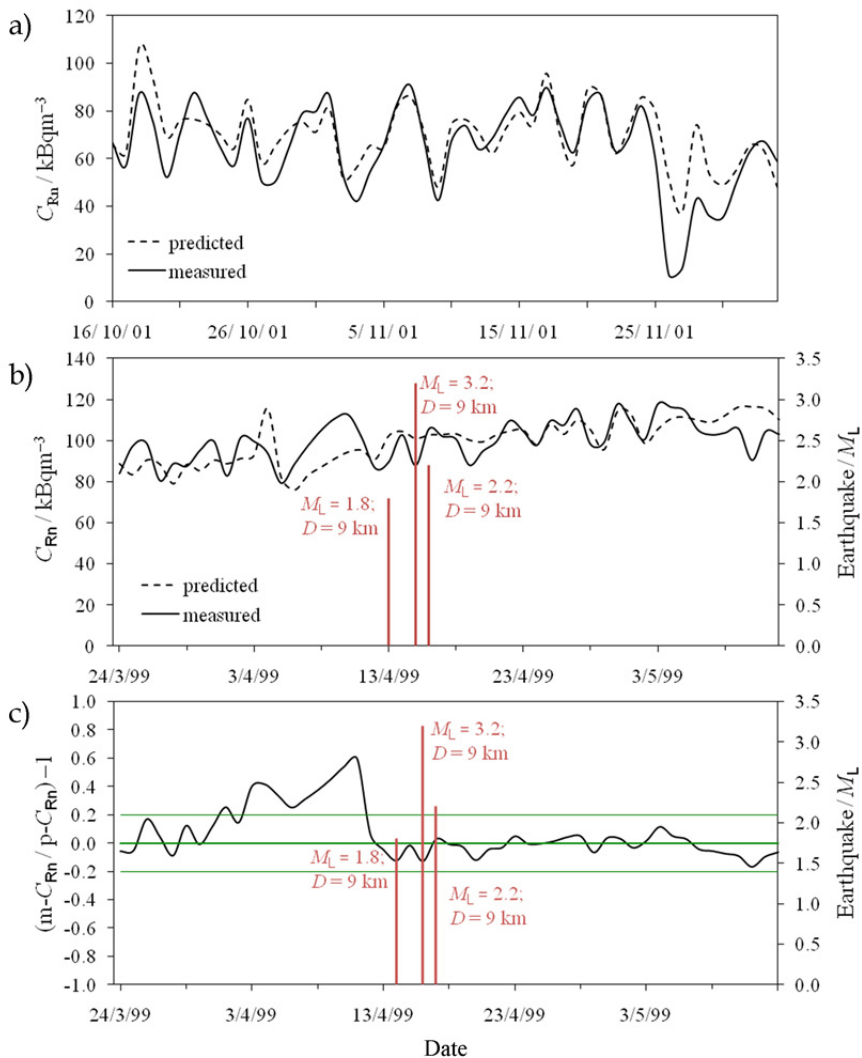 a)
C_Rn / kBqm⁻³
120
100
80
60
40
20
0
predicted
measured
16/10/01
26/10/01
5/11/01
15/11/01
25/11/01
b)
C_Rn / kBqm⁻³
140
120
100
80
60
40
20
0
M_L = 3.2;
D = 9 km
M_L = 1.8;
D = 9 km
M_L = 2.2;
D = 9 km
predicted
measured
3.5
3.0
2.5
2.0
1.5
1.0
0.5
0.0
Earthquake / M_L
24/3/99
3/4/99
13/4/99
23/4/99
3/5/99
c)
(m-C_Rn / p-C_Rn) –1
1.0
0.8
0.6
0.4
0.2
0.0
-0.2
-0.4
-0.6
-0.8
-1.0
M_L = 3.2;
D = 9 km
M_L = 1.8;
D = 9 km
M_L = 2.2;
D = 9 km
3.5
3.0
2.5
2.0
1.5
1.0
0.5
0.0
Earthquake / M_L
24/3/99
3/4/99
13/4/99
23/4/99
3/5/99
Date